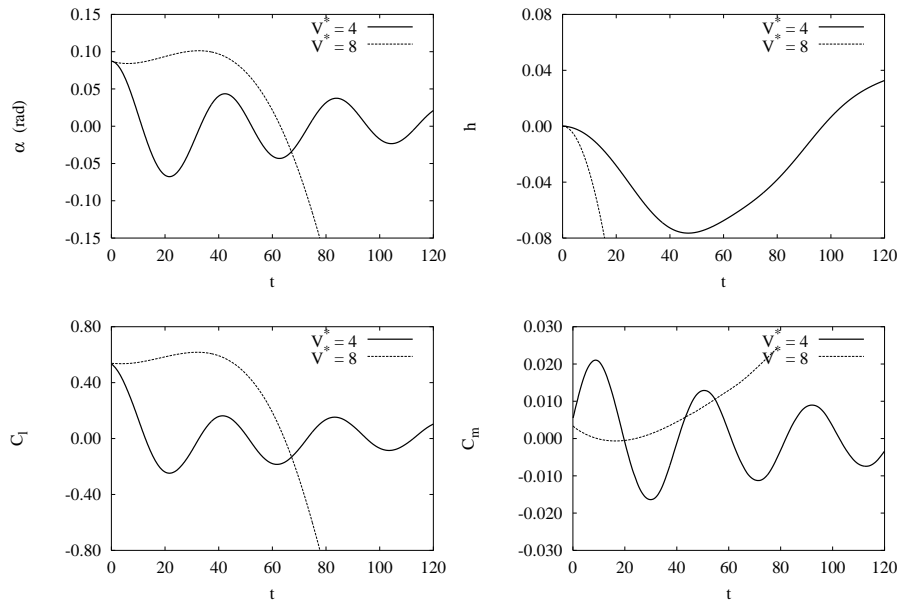 V* = 4
V* = 8
0.15
0.10
0.05
0.00
-0.05
-0.10
-0.15
0 20 40 60 80 100 120
α (rad)
t
V* = 4
V* = 8
0.08
0.04
0.00
-0.04
-0.08
0 20 40 60 80 100 120
h
t
V* = 4
V* = 8
0.80
0.40
0.00
-0.40
-0.80
0 20 40 60 80 100 120
C_l
t
V* = 4
V* = 8
0.030
0.020
0.010
0.000
-0.010
-0.020
-0.030
0 20 40 60 80 100 120
C_m
t